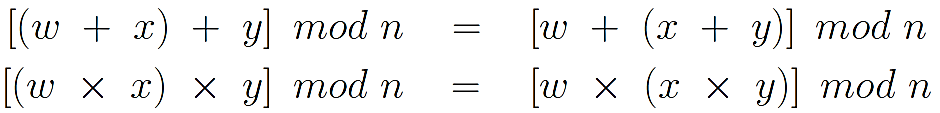 [(w + x) + y] mod n = [w + (x + y)] mod n
[(w × x) × y] mod n = [w × (x × y)] mod n